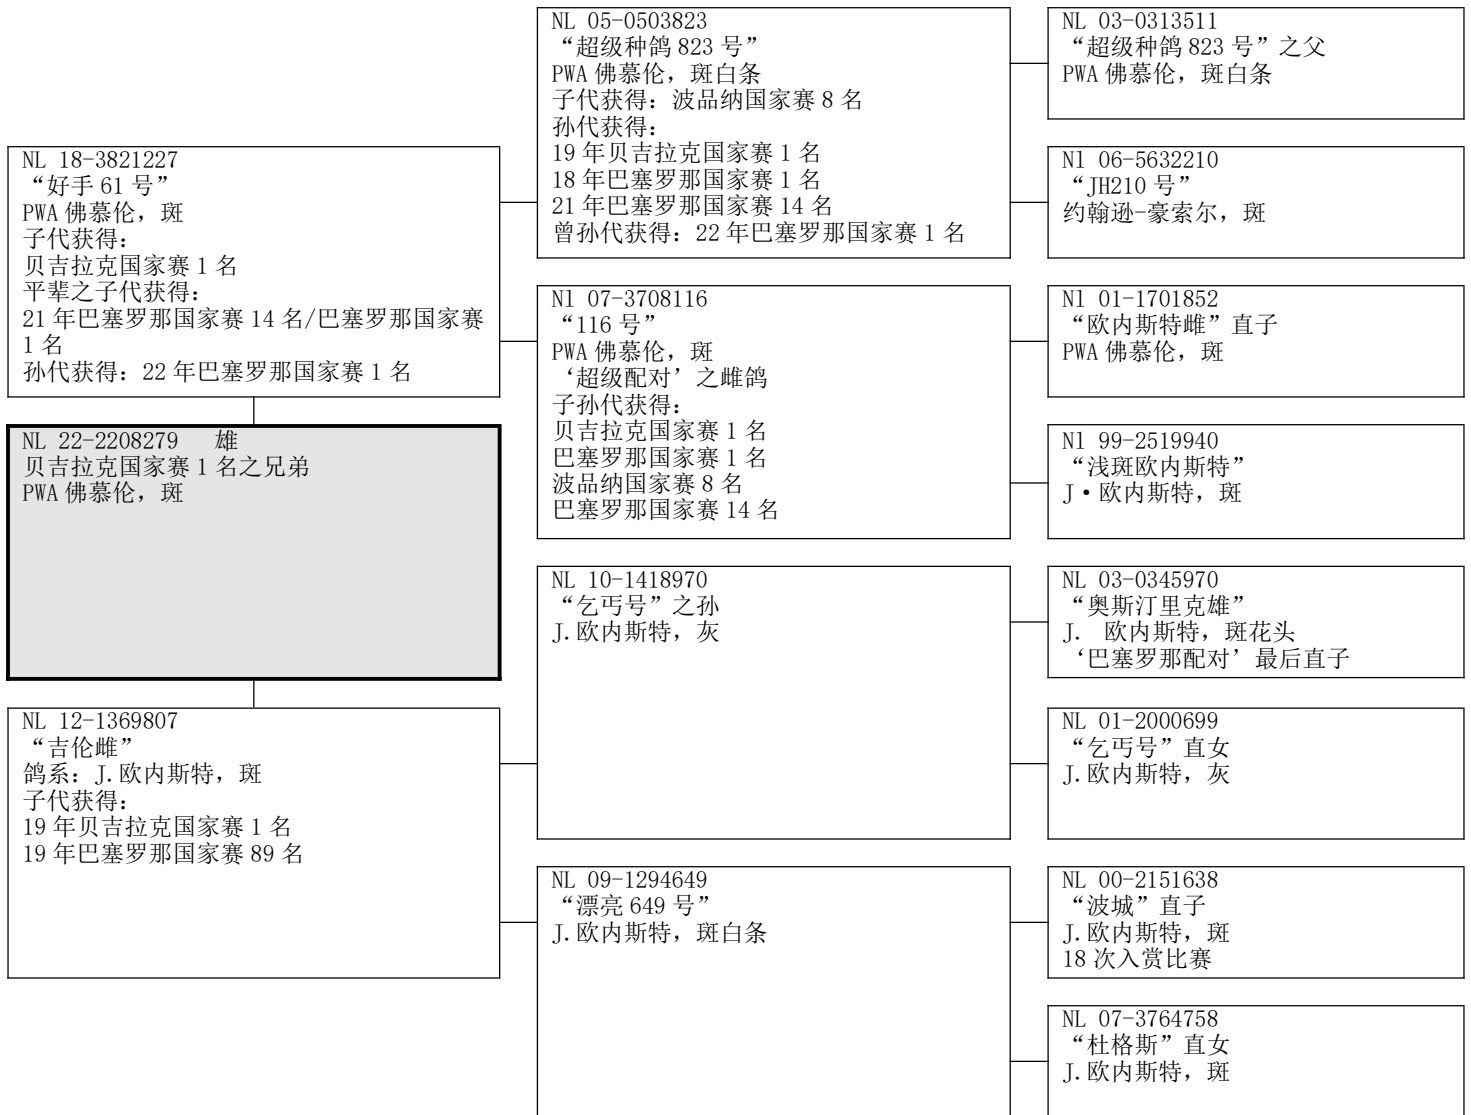 NL 18-3821227
“好手 61 号”
PWA 佛慕伦，斑
子代获得：
贝吉拉克国家赛 1 名
平辈之子代获得：
21 年巴塞罗那国家赛 14 名/巴塞罗那国家赛
1 名
孙代获得：22 年巴塞罗那国家赛 1 名
NL 22-2208279 雄
贝吉拉克国家赛 1 名之兄弟
PWA 佛慕伦，斑
NL 12-1369807
“吉伦雌”
鸽系：J.欧内斯特，斑
子代获得：
19 年贝吉拉克国家赛 1 名
19 年巴塞罗那国家赛 89 名
NL 05-0503823
“超级种鸽 823 号”
PWA 佛慕伦，斑白条
子代获得：波品纳国家赛 8 名
孙代获得：
19 年贝吉拉克国家赛 1 名
18 年巴塞罗那国家赛 1 名
21 年巴塞罗那国家赛 14 名
曾孙代获得：22 年巴塞罗那国家赛 1 名
Nl 07-3708116
“116 号”
PWA 佛慕伦，斑
‘超级配对’之雌鸽
子孙代获得：
贝吉拉克国家赛 1 名
巴塞罗那国家赛 1 名
波品纳国家赛 8 名
巴塞罗那国家赛 14 名
NL 10-1418970
“乞丐号”之孙
J.欧内斯特，灰
NL 09-1294649
“漂亮 649 号”
J.欧内斯特，斑白条
NL 03-0313511
“超级种鸽 823 号”之父
PWA 佛慕伦，斑白条
Nl 06-5632210
“JH210 号”
约翰逊-豪索尔，斑
Nl 01-1701852
“欧内斯特雌”直子
PWA 佛慕伦，斑
Nl 99-2519940
“浅斑欧内斯特”
J•欧内斯特，斑
NL 03-0345970
“奥斯汀里克雄”
J. 欧内斯特，斑花头
‘巴塞罗那配对’最后直子
NL 01-2000699
“乞丐号”直女
J.欧内斯特，灰
NL 00-2151638
“波城”直子
J.欧内斯特，斑
18 次入赏比赛
NL 07-3764758
“杜格斯”直女
J.欧内斯特，斑